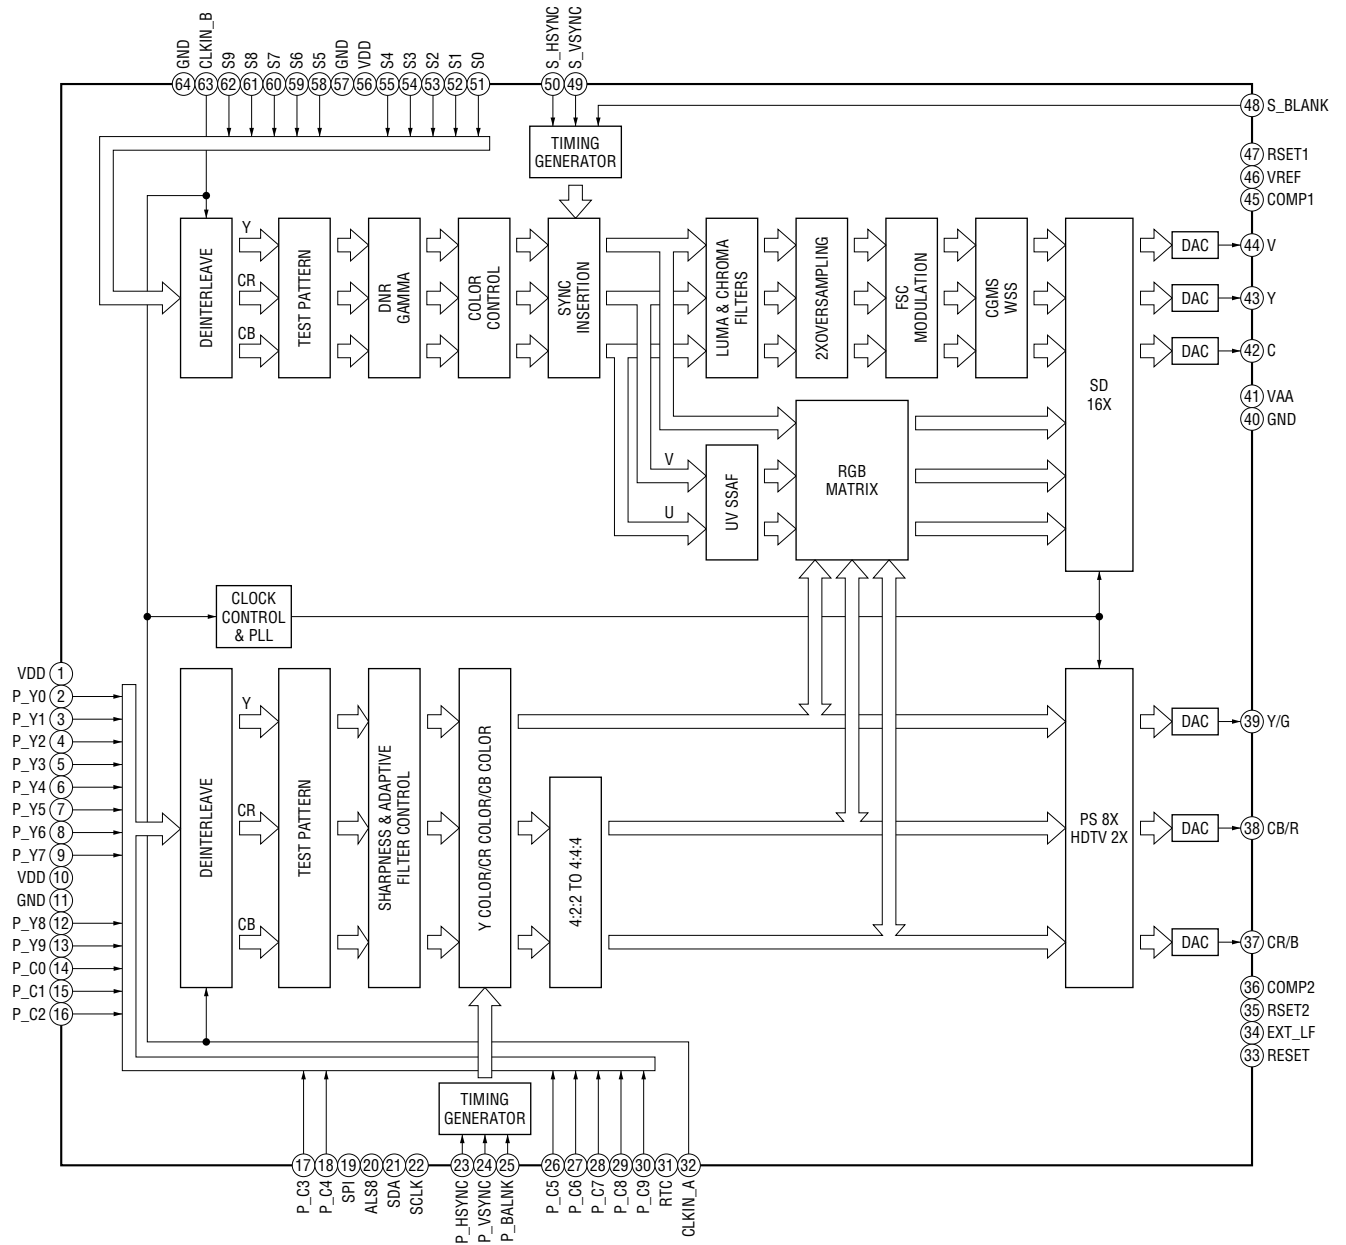 GND
CLKIN_B
S9
S8
S7
S6
S5
GND
VDD
S4
S3
S2
S1
S0
S_HSYNC
S_VSYNC
64
63
62
61
60
59
58
57
56
55
54
53
52
51
50
49
48 S_BLANK
TIMING
GENERATOR
47 RSET1
46 VREF
45 COMP1
DEINTERLEAVE
Y
CR
CB
TEST PATTERN
DNR
GAMMA
COLOR
CONTROL
SYNC
INSERTION
LUMA & CHROMA
FILTERS
2XOVERSAMPLING
FSC
MODULATION
CGMS
WSS
SD
16X
DAC
44 V
DAC
43 Y
DAC
42 C
41 VAA
40 GND
V
U
UV SSAF
RGB
MATRIX
CLOCK
CONTROL
& PLL
VDD 1
P_Y0 2
P_Y1 3
P_Y2 4
P_Y3 5
P_Y4 6
P_Y5 7
P_Y6 8
P_Y7 9
VDD 10
GND 11
P_Y8 12
P_Y9 13
P_C0 14
P_C1 15
P_C2 16
DEINTERLEAVE
Y
CR
CB
TEST PATTERN
SHARPNESS & ADAPTIVE
FILTER CONTROL
Y COLOR/CR COLOR/CB COLOR
4:2:2 TO 4:4:4
PS 8X
HDTV 2X
DAC
39 Y/G
DAC
38 CB/R
DAC
37 CR/B
36 COMP2
35 RSET2
34 EXT_LF
33 RESET
TIMING
GENERATOR
17
18
19
20
21
22
23
24
25
26
27
28
29
30
31
32
P_C3
P_C4
SPI
ALS8
SDA
SCLK
P_HSYNC
P_VSYNC
P_BALNK
P_C5
P_C6
P_C7
P_C8
P_C9
RTC
CLKIN_A